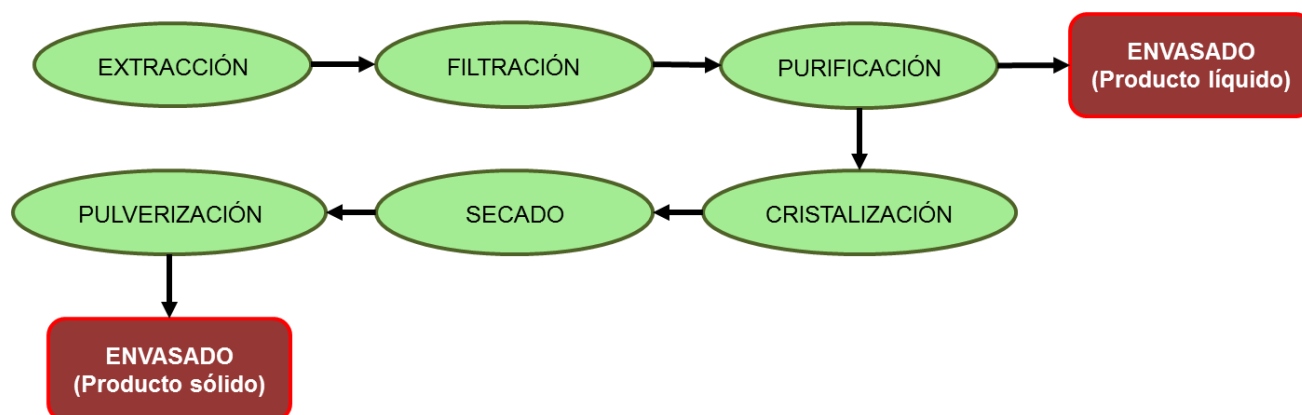 EXTRACCIÓN
FILTRACIÓN
PURIFICACIÓN
ENVASADO
(Producto líquido)
PULVERIZACIÓN
SECADO
CRISTALIZACIÓN
ENVASADO
(Producto sólido)